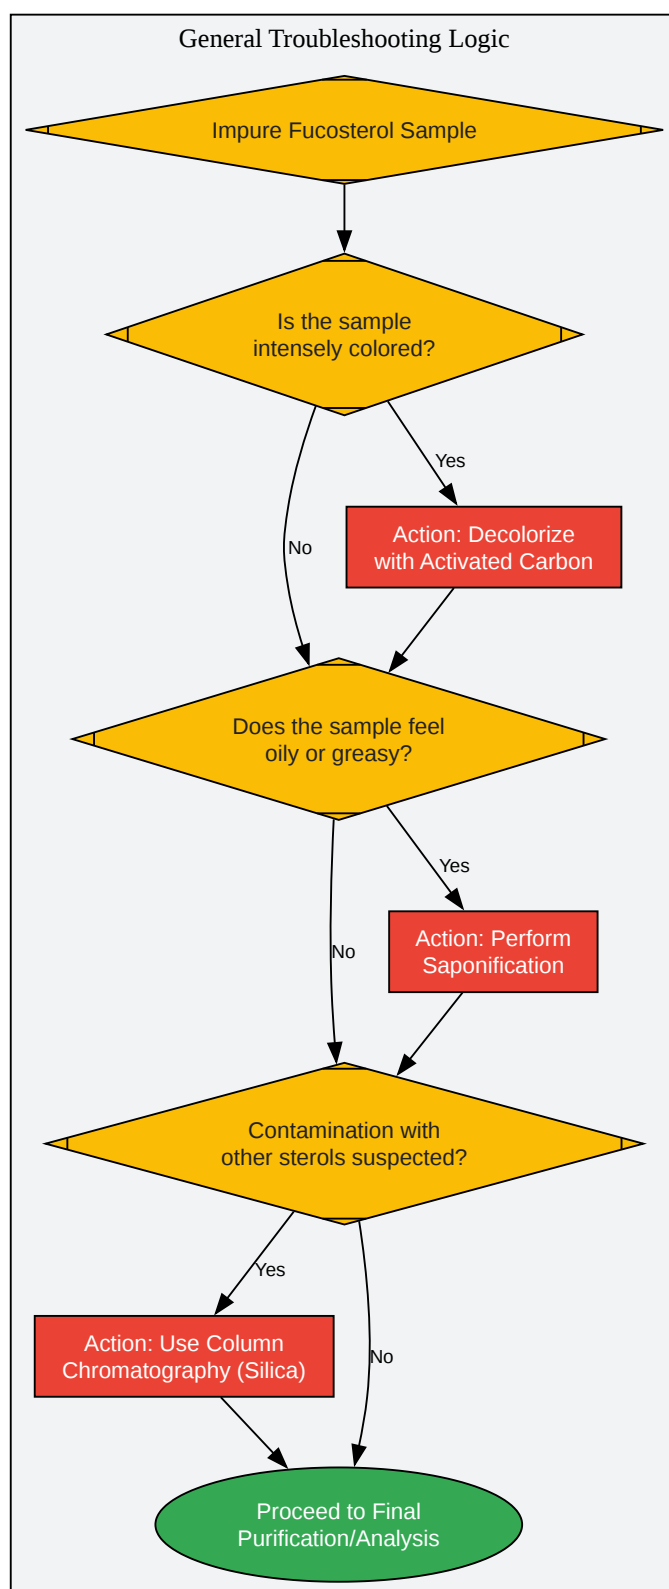 General Troubleshooting Logic
Impure Fucosterol Sample
Is the sample
intensely colored?
Yes
Action: Decolorize
with Activated Carbon
No
Does the sample feel
oily or greasy?
Yes
Action: Perform
Saponification
No
Contamination with
other sterols suspected?
Yes
Action: Use Column
Chromatography (Silica)
No
Proceed to Final
Purification/Analysis